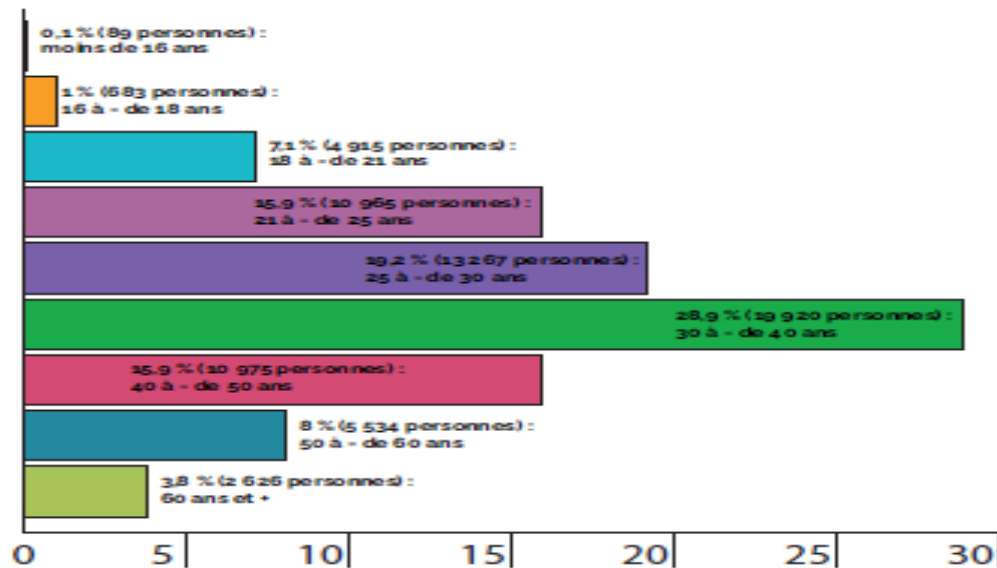 0,1 % (89 personnes) :
moins de 16 ans
1 % (683 personnes) :
16 à - de 18 ans
7,1 % (4 915 personnes) :
18 à - de 21 ans
15,9 % (10 965 personnes) :
21 à - de 25 ans
19,2 % (13 267 personnes) :
25 à - de 30 ans
28,9 % (19 920 personnes) :
30 à - de 40 ans
15,9 % (10 975 personnes) :
40 à - de 50 ans
8 % (5 534 personnes) :
50 à - de 60 ans
3,8 % (2 626 personnes) :
60 ans et +
0 5 10 15 20 25 30